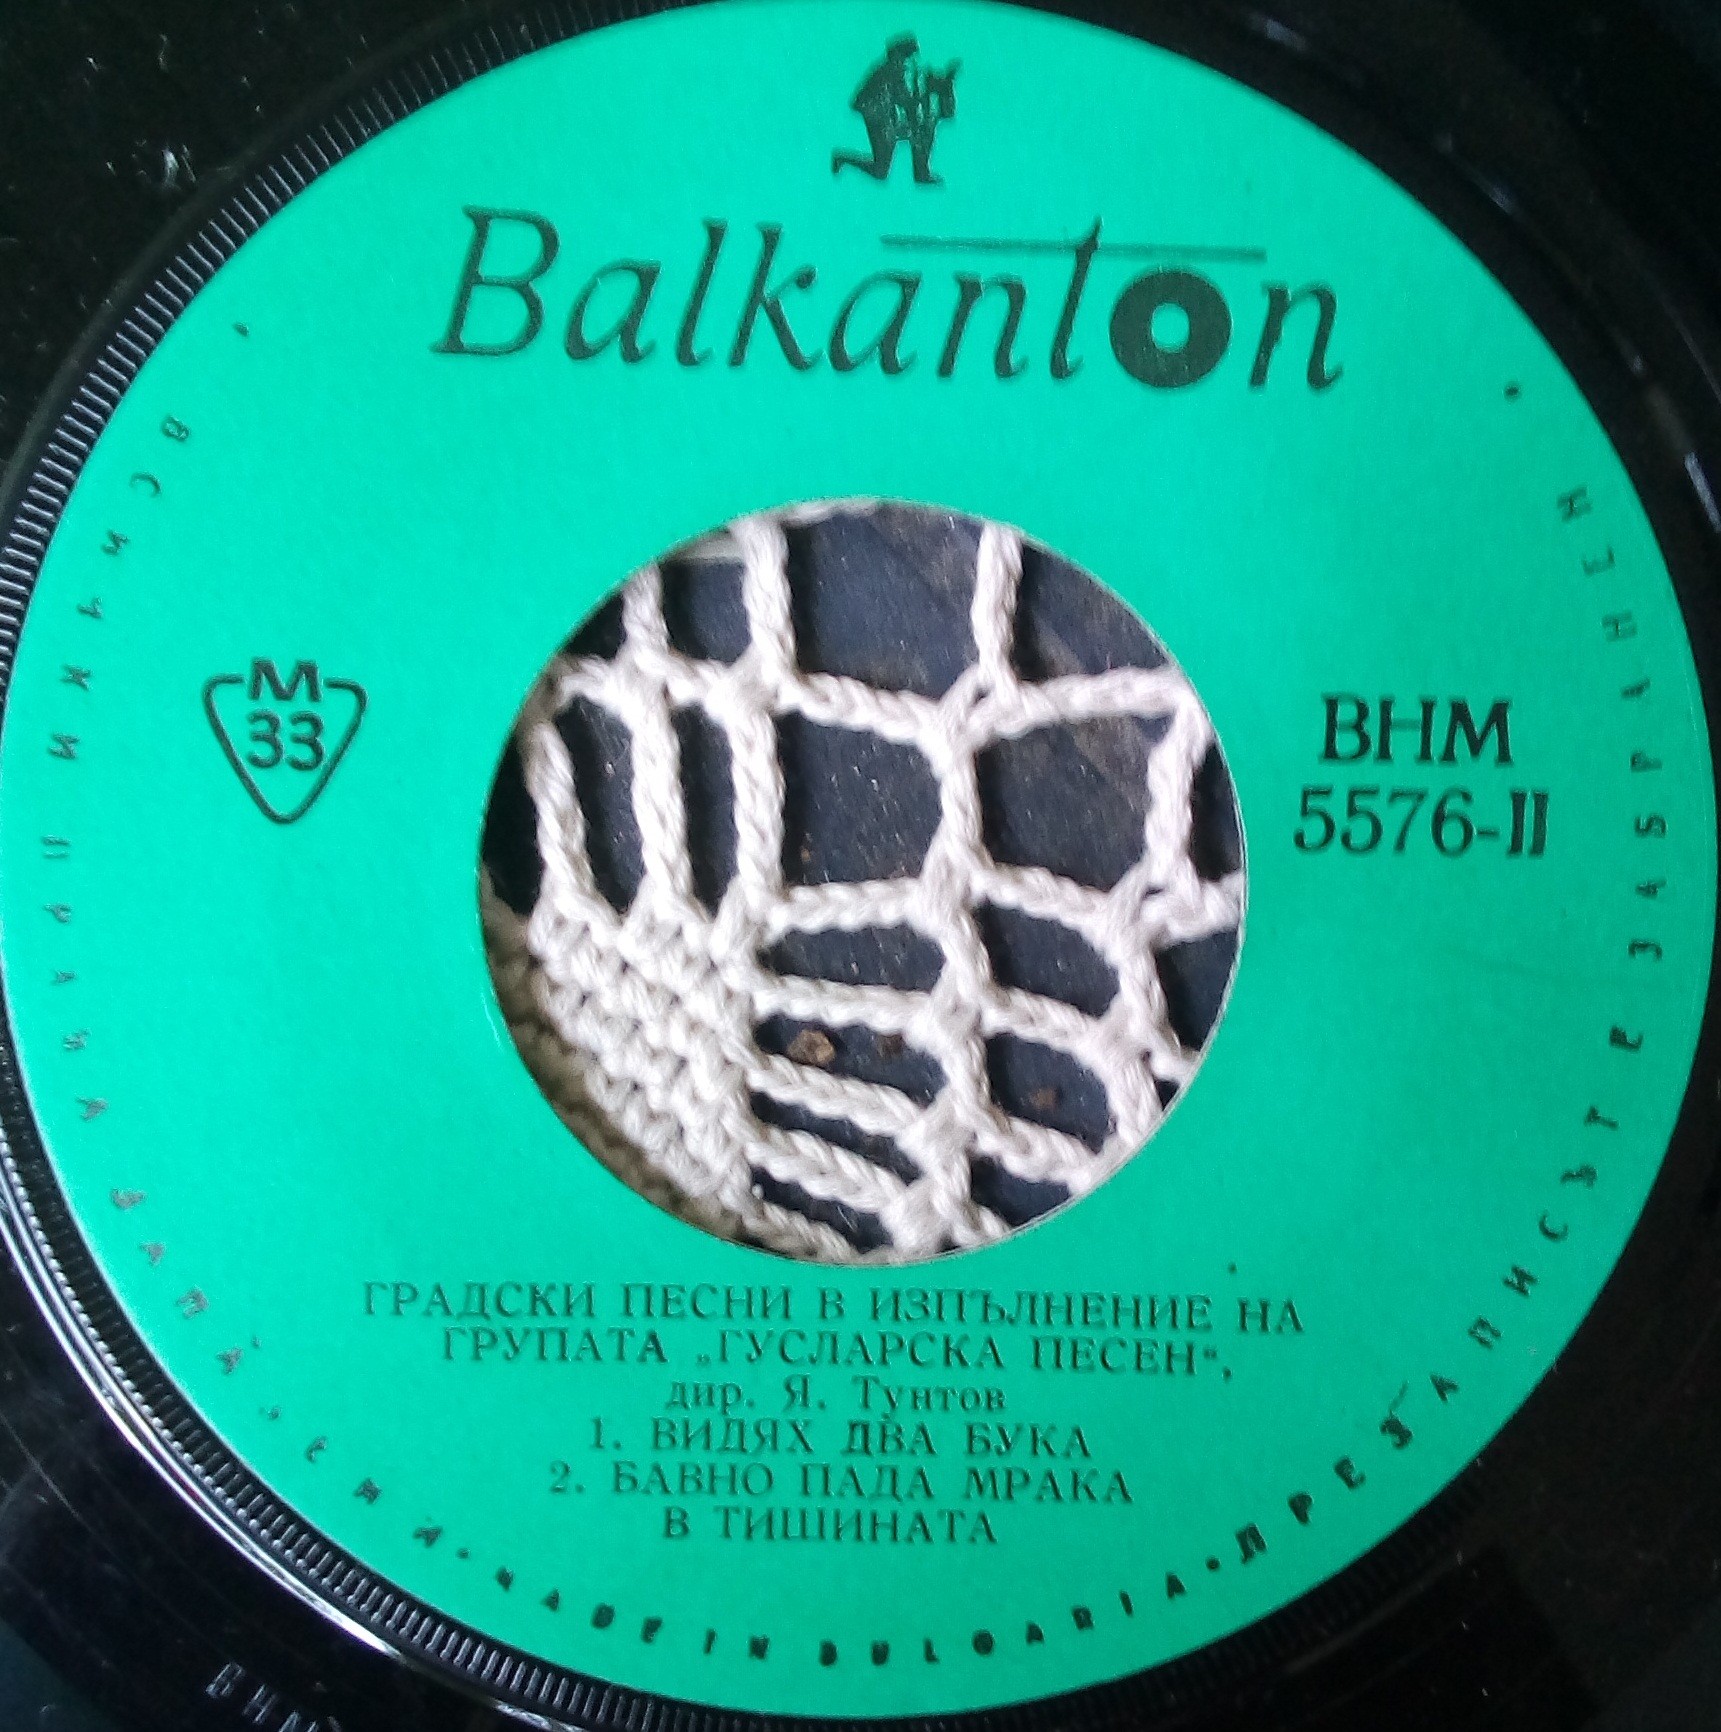 Balkanton
M
33
ВНМ
5576-II
ГРАДСКИ ПЕСНИ В ИЗПЪЛНЕНИЕ НА
ГРУПАТА „ГУСЛАРСКА ПЕСЕН“,
дир. Я. Тунтов
1. ВИДЯХ ДВА БУКА
2. БАВНО ПАДА МРАКА
В ТИШИНАТА
• ВСИЧКИ ПРАВА ЗАПАЗЕНИ • MADE IN BULGARIA • ПРЕЗАПИСЪТ Е ЗАБРАНЕН •